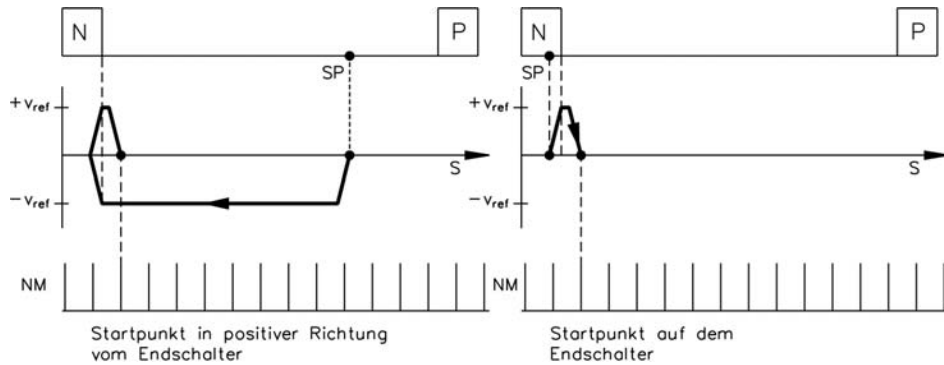 N
P
SP
+ vref
S
− vref
NM
Startpunkt in positiver Richtung
vom Endschalter
N
P
SP
+ vref
S
− vref
NM
Startpunkt auf dem
Endschalter